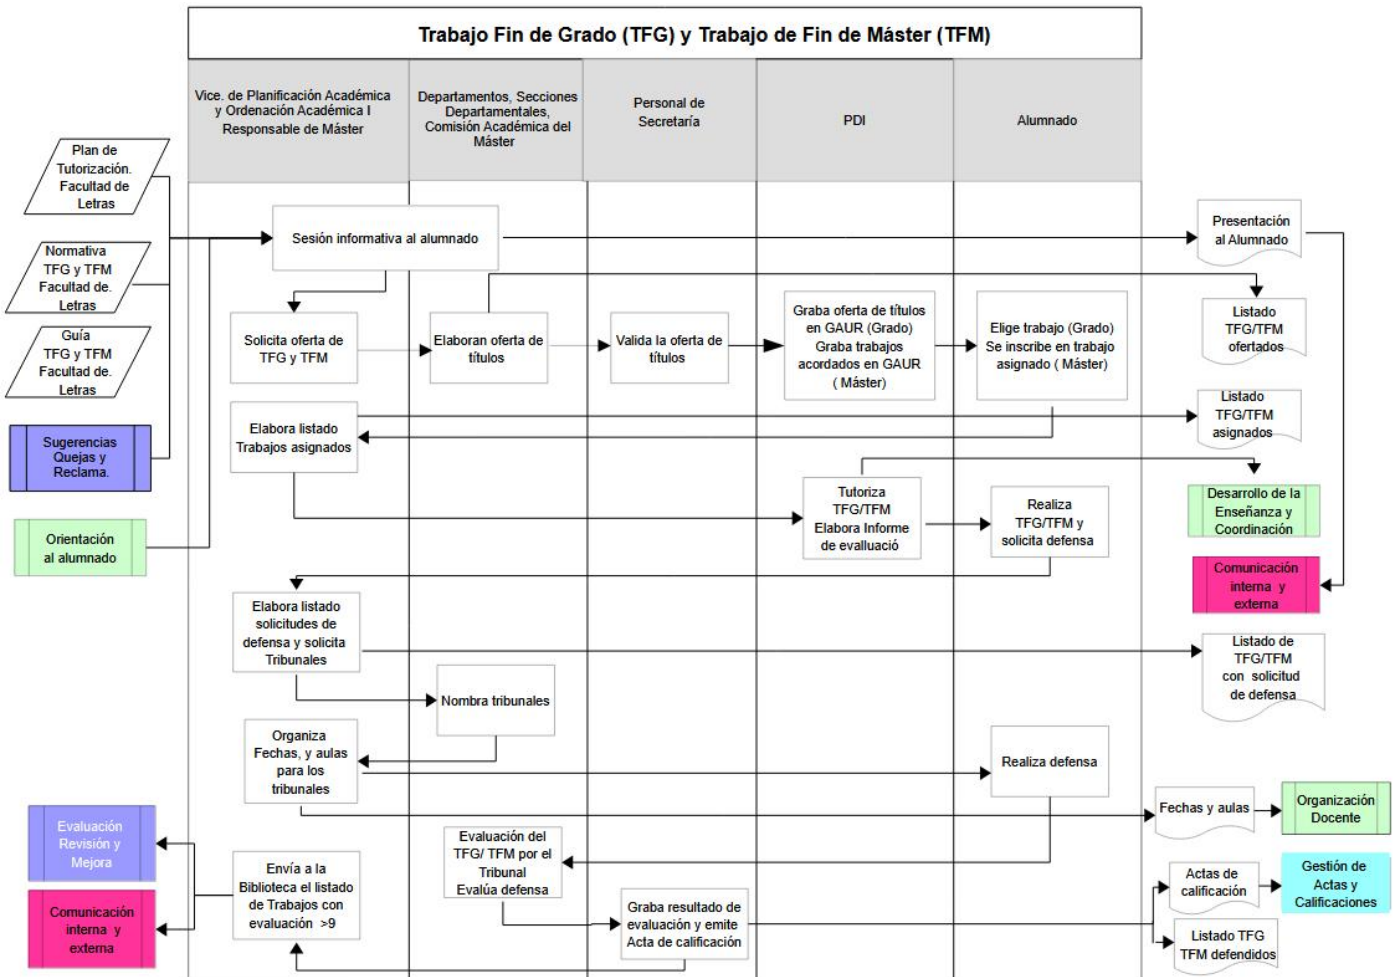 Trabajo Fin de Grado (TFG) y Trabajo de Fin de Máster (TFM)
Vice. de Planificación Académica
y Ordenación Académica I
Responsable de Máster
Departamentos, Secciones
Departamentales,
Comisión Académica del
Máster
Personal de
Secretaría
PDI
Alumnado
Plan de
Tutorización.
Facultad de
Letras
Normativa
TFG y TFM
Facultad de.
Letras
Guía
TFG y TFM
Facultad de.
Letras
Sugerencias
Quejas y
Reclama.
Orientación
al alumnado
Sesión informativa al alumnado
Presentación
al Alumnado
Solicita oferta de
TFG y TFM
Elaboran oferta de
títulos
Valida la oferta de
títulos
Graba oferta de títulos
en GAUR (Grado)
Graba trabajos
acordados en GAUR
( Máster)
Elige trabajo (Grado)
Se inscribe en trabajo
asignado ( Máster)
Listado
TFG/TFM
ofertados
Elabora listado
Trabajos asignados
Listado
TFG/TFM
asignados
Tutoriza
TFG/TFM
Elabora Informe
de evalluació
Realiza
TFG/TFM y
solicita defensa
Desarrollo de la
Enseñanza y
Coordinación
Comunicación
interna y
externa
Elabora listado
solicitudes de
defensa y solicita
Tribunales
Listado de
TFG/TFM
con solicitud
de defensa
Nombra tribunales
Organiza
Fechas, y aulas
para los
tribunales
Realiza defensa
Fechas y aulas
Organización
Docente
Evaluación del
TFG/ TFM por el
Tribunal
Evalúa defensa
Evaluación
Revisión y
Mejora
Comunicación
interna y
externa
Envía a la
Biblioteca el listado
de Trabajos con
evaluación >9
Graba resultado de
evaluación y emite
Acta de calificación
Actas de
calificación
Gestión de
Actas y
Calificaciones
Listado TFG
TFM defendidos